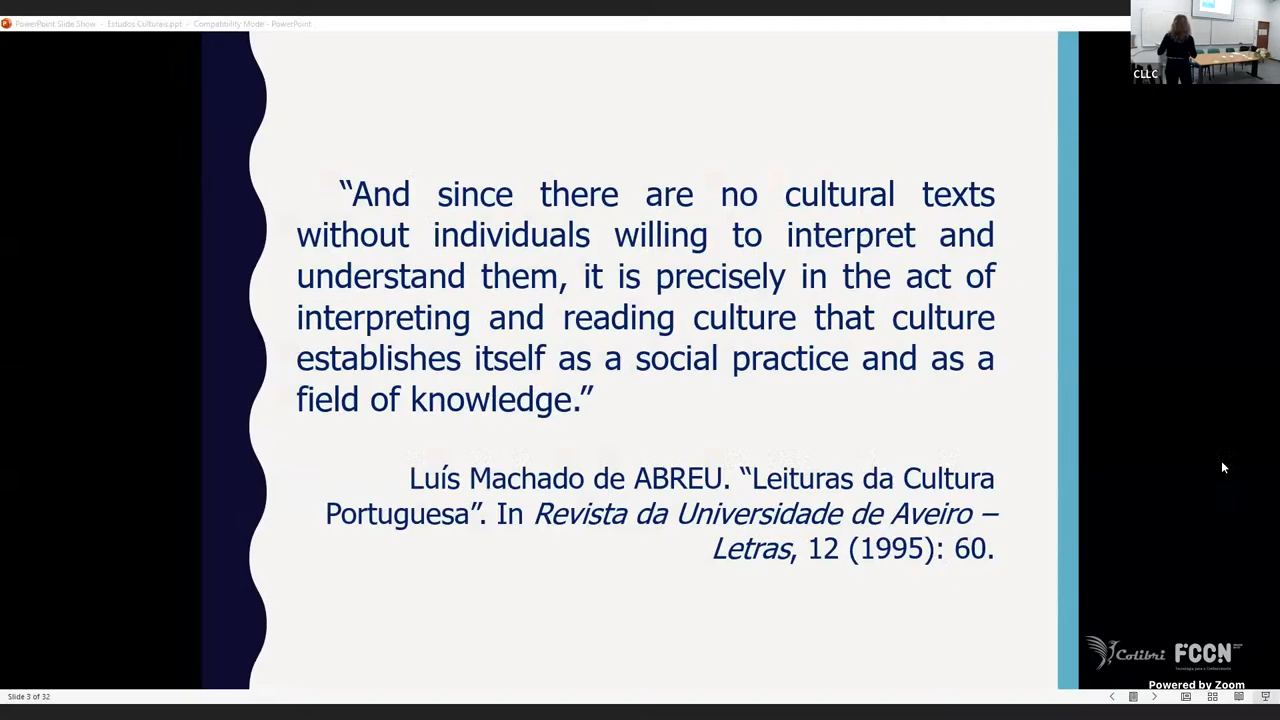 PowerPoint Slide Show - Estudos Culturais.ppt - Compatibility Mode - PowerPoint
CLLC
“And since there are no cultural texts
without individuals willing to interpret and
understand them, it is precisely in the act of
interpreting and reading culture that culture
establishes itself as a social practice and as a
field of knowledge.”
Luís Machado de ABREU. “Leituras da Cultura
Portuguesa”. In Revista da Universidade de Aveiro –
Letras, 12 (1995): 60.
Colibri FCCN
Powered by Zoom
Slide 3 of 32